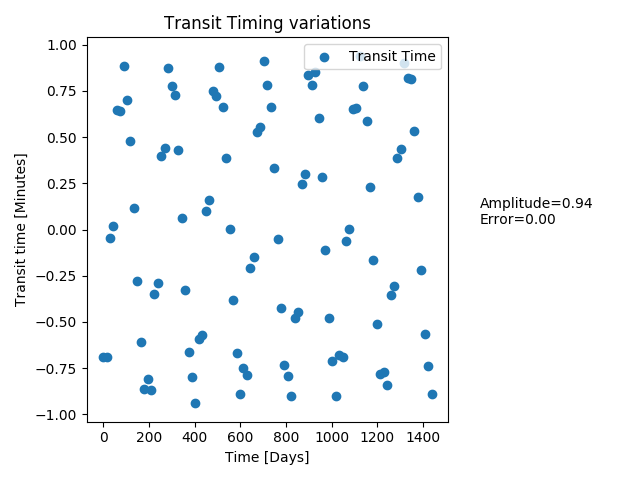 Transit Timing variations
Transit Time
1.00
0.75
0.50
0.25
0.00
−0.25
−0.50
−0.75
−1.00
Transit time [Minutes]
0 200 400 600 800 1000 1200 1400
Time [Days]
Amplitude=0.94
Error=0.00